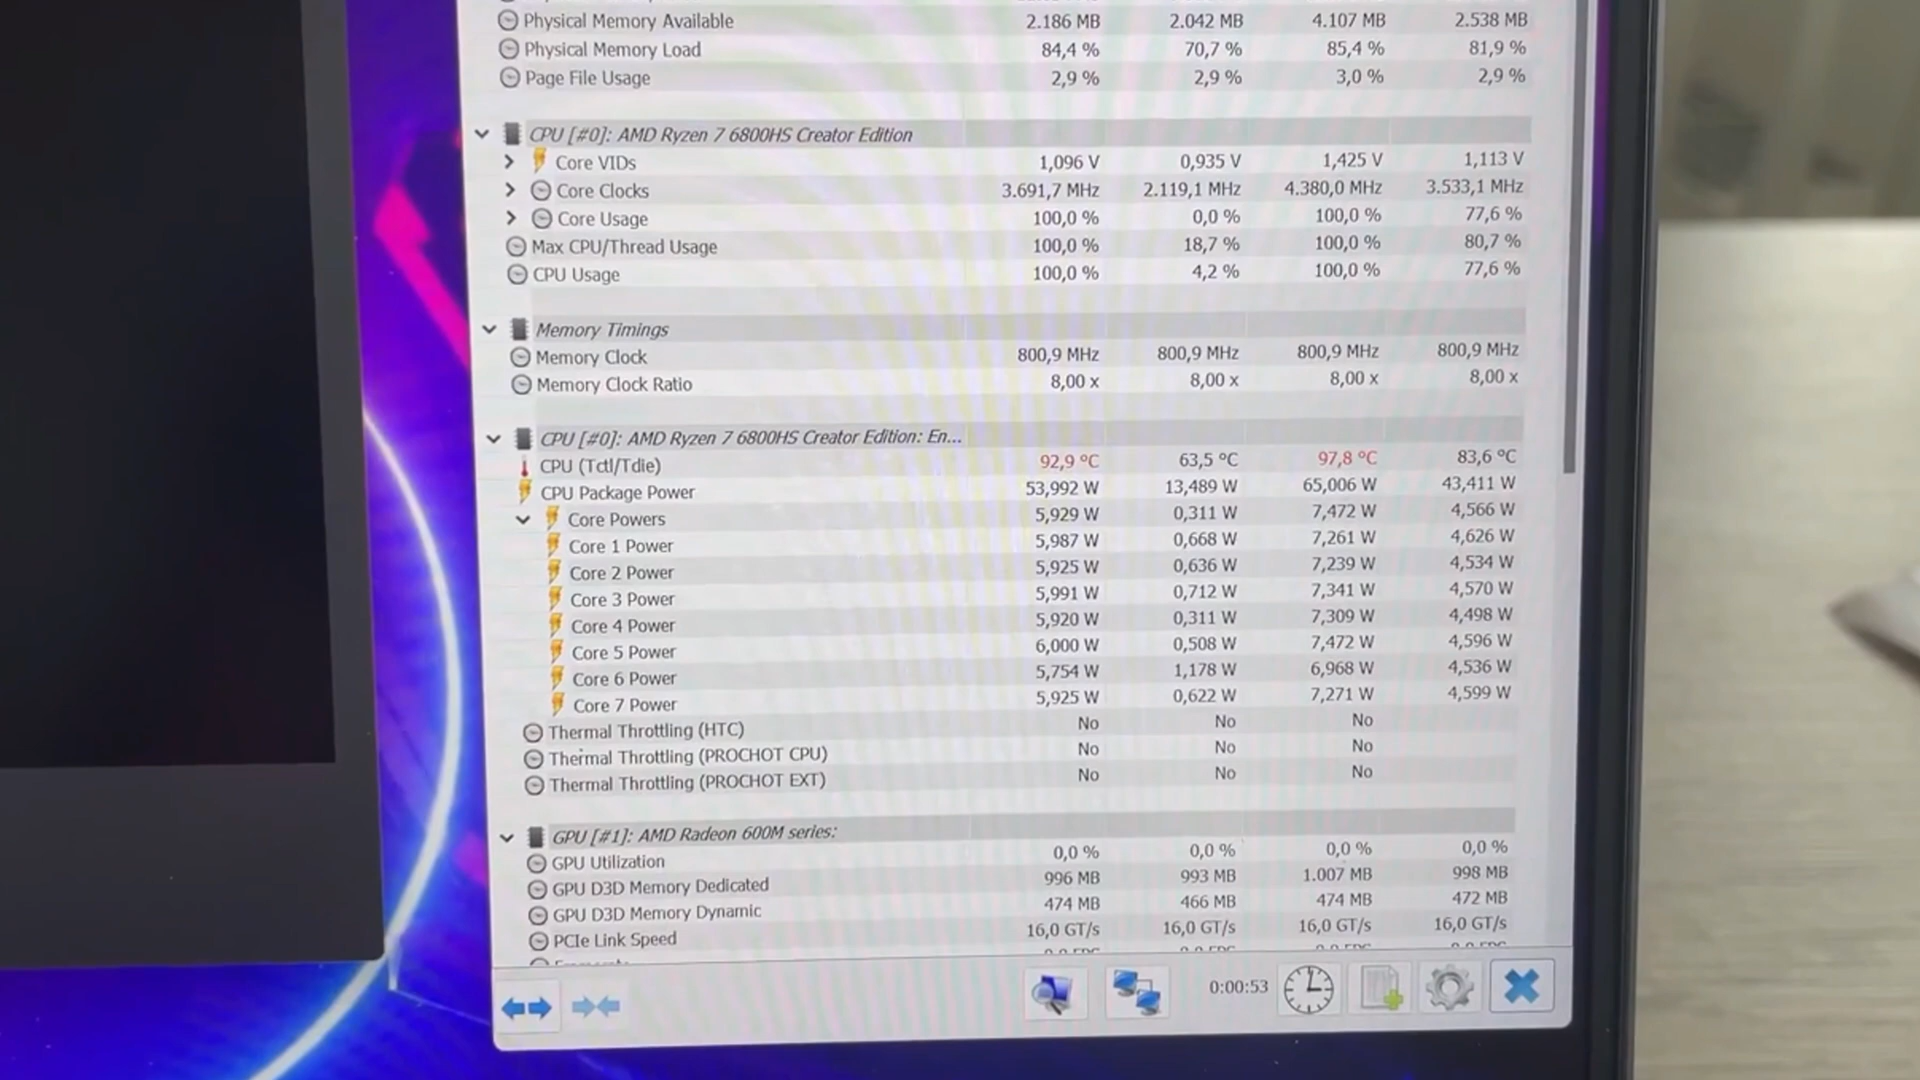 Physical Memory Available 2.186 MB 2.042 MB 4.107 MB 2.538 MB
Physical Memory Load 84,4 % 70,7 % 85,4 % 81,9 %
Page File Usage 2,9 % 2,9 % 3,0 % 2,9 %
CPU [#0]: AMD Ryzen 7 6800HS Creator Edition
Core VIDs 1,096 V 0,935 V 1,425 V 1,113 V
Core Clocks 3.691,7 MHz 2.119,1 MHz 4.380,0 MHz 3.533,1 MHz
Core Usage 100,0 % 0,0 % 100,0 % 77,6 %
Max CPU/Thread Usage 100,0 % 18,7 % 100,0 % 80,7 %
CPU Usage 100,0 % 4,2 % 100,0 % 77,6 %
Memory Timings
Memory Clock 800,9 MHz 800,9 MHz 800,9 MHz 800,9 MHz
Memory Clock Ratio 8,00 x 8,00 x 8,00 x 8,00 x
CPU [#0]: AMD Ryzen 7 6800HS Creator Edition: En...
CPU (Tctl/Tdie) 92,9 °C 63,5 °C 97,8 °C 83,6 °C
CPU Package Power 53,992 W 13,489 W 65,006 W 43,411 W
Core Powers 5,929 W 0,311 W 7,472 W 4,566 W
Core 1 Power 5,987 W 0,668 W 7,261 W 4,626 W
Core 2 Power 5,925 W 0,636 W 7,239 W 4,534 W
Core 3 Power 5,991 W 0,712 W 7,341 W 4,570 W
Core 4 Power 5,920 W 0,311 W 7,309 W 4,498 W
Core 5 Power 6,000 W 0,508 W 7,472 W 4,596 W
Core 6 Power 5,754 W 1,178 W 6,968 W 4,536 W
Core 7 Power 5,925 W 0,622 W 7,271 W 4,599 W
Thermal Throttling (HTC) No No No
Thermal Throttling (PROCHOT CPU) No No No
Thermal Throttling (PROCHOT EXT) No No No
GPU [#1]: AMD Radeon 600M series:
GPU Utilization 0,0 % 0,0 % 0,0 % 0,0 %
GPU D3D Memory Dedicated 996 MB 993 MB 1.007 MB 998 MB
GPU D3D Memory Dynamic 474 MB 466 MB 474 MB 472 MB
PCIe Link Speed 16,0 GT/s 16,0 GT/s 16,0 GT/s 16,0 GT/s
0:00:53